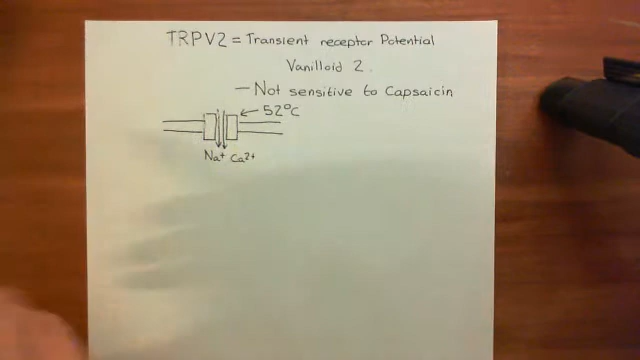 TRPV2 = Transient receptor Potential
Vanilloid 2.
— Not sensitive to Capsaicin
← 52°C
Na⁺ Ca²⁺